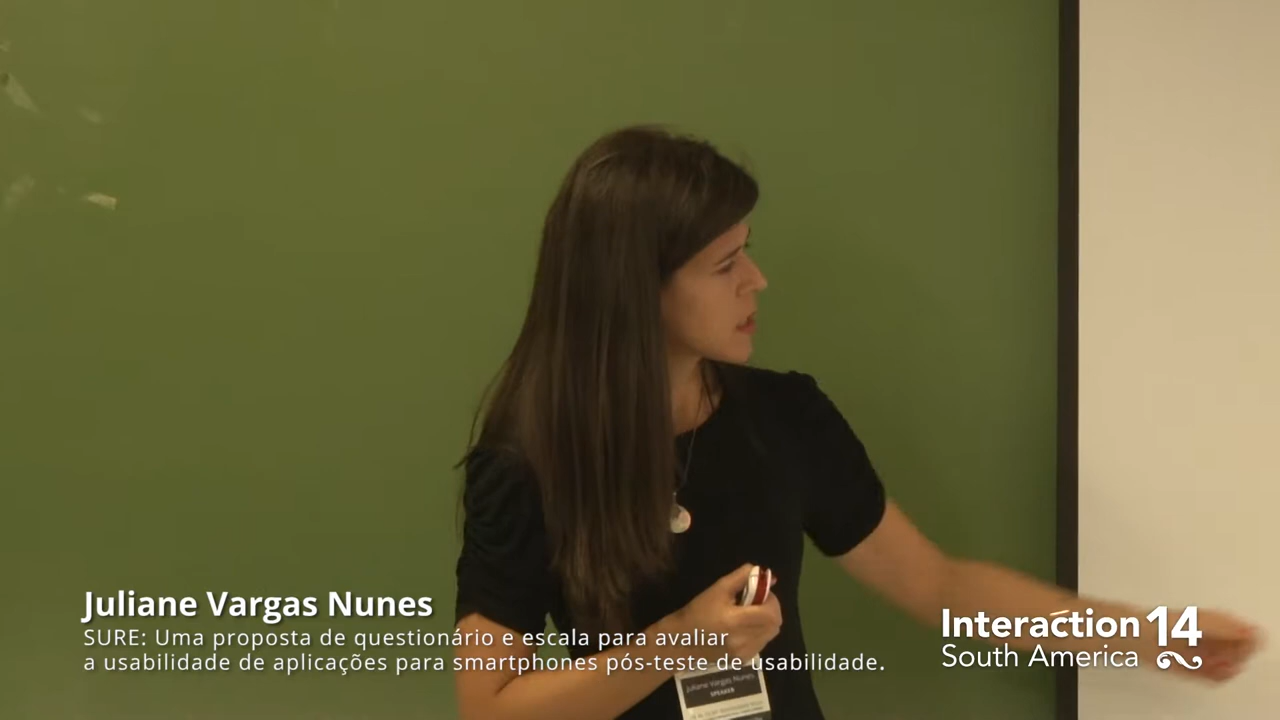 Juliane Vargas Nunes
SURE: Uma proposta de questionário e escala para avaliar
a usabilidade de aplicações para smartphones pós-teste de usabilidade.
Interaction 14
South America
Juliane Vargas Nunes
SPEAKER